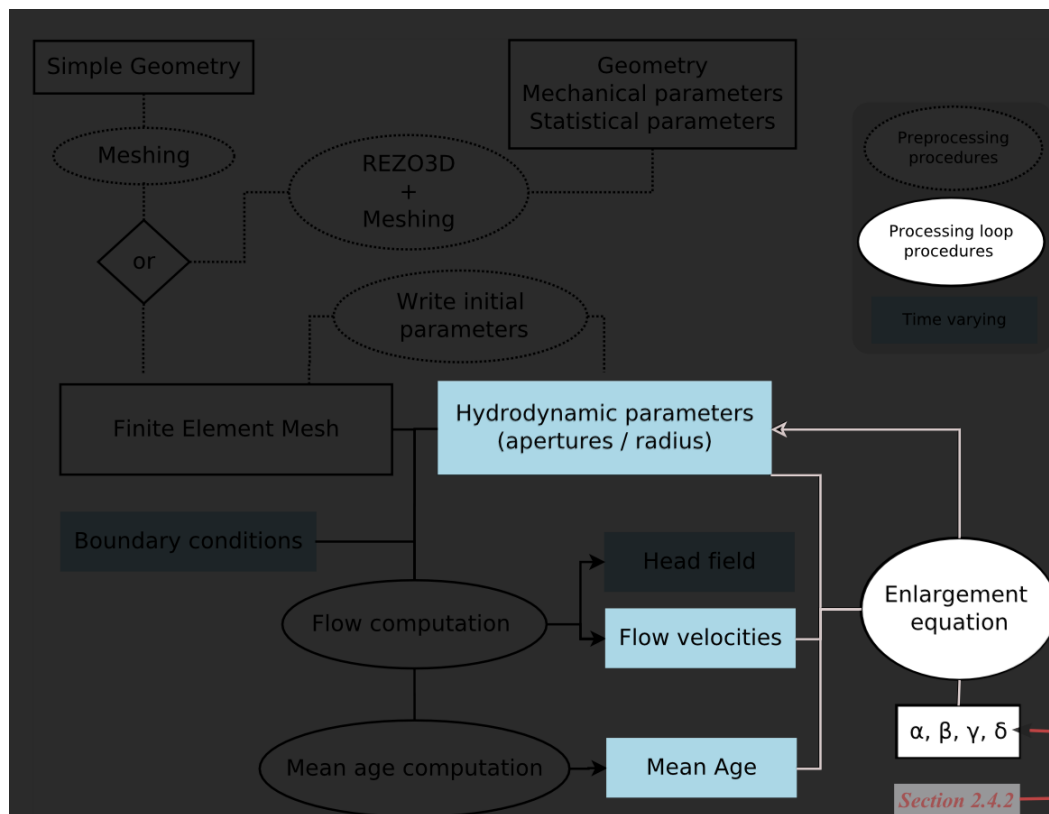 Simple Geometry
Geometry
Mechanical parameters
Statistical parameters
Meshing
REZO3D
+
Meshing
or
Write initial
parameters
Preprocessing
procedures
Processing loop
procedures
Time varying
Finite Element Mesh
Hydrodynamic parameters
(apertures / radius)
Boundary conditions
Head field
Flow computation
Flow velocities
Enlargement
equation
α, β, γ, δ
Mean age computation
Mean Age
Section 2.4.2